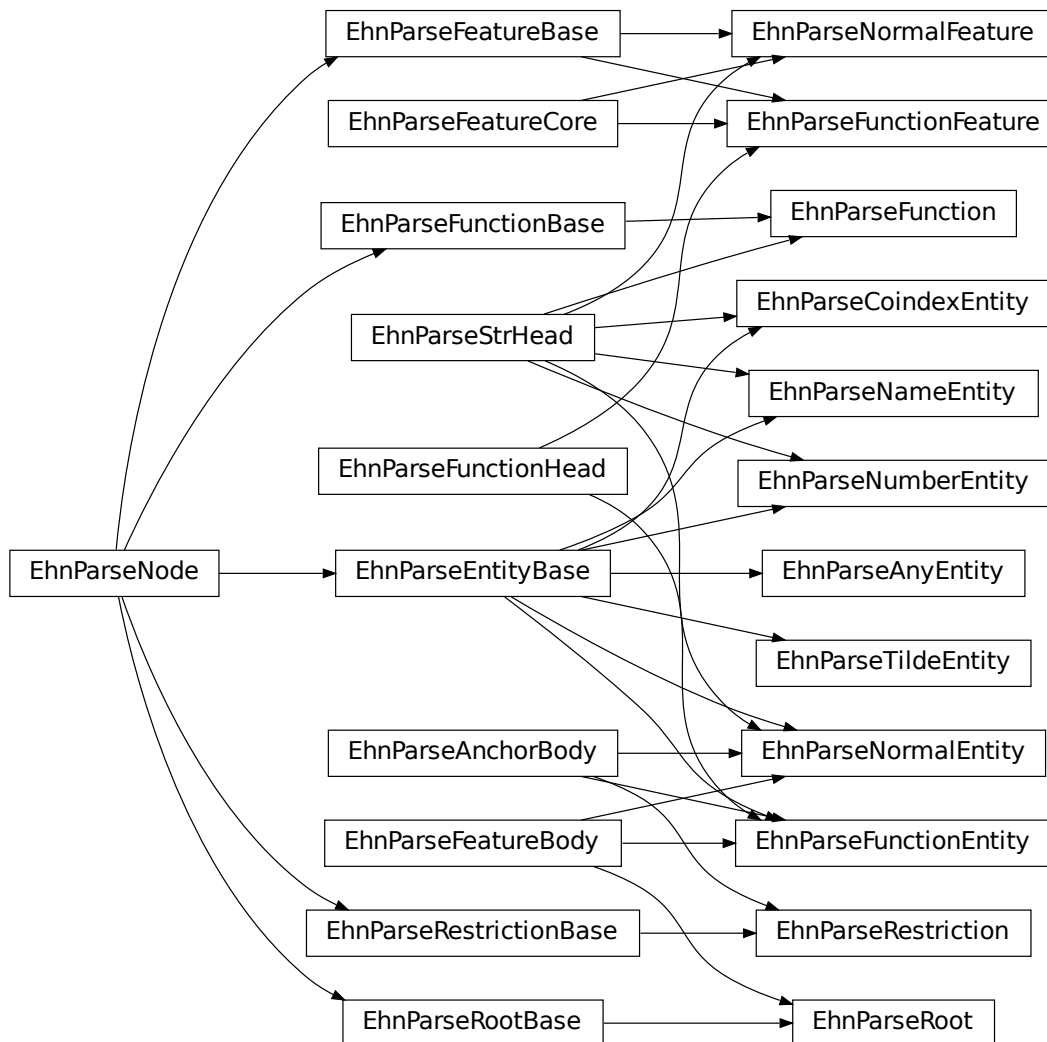 EhnParseFeatureBase
EhnParseNormalFeature
EhnParseFeatureCore
EhnParseFunctionFeature
EhnParseFunctionBase
EhnParseFunction
EhnParseCoindexEntity
EhnParseStrHead
EhnParseNameEntity
EhnParseFunctionHead
EhnParseNumberEntity
EhnParseNode
EhnParseEntityBase
EhnParseAnyEntity
EhnParseTildeEntity
EhnParseAnchorBody
EhnParseNormalEntity
EhnParseFeatureBody
EhnParseFunctionEntity
EhnParseRestrictionBase
EhnParseRestriction
EhnParseRootBase
EhnParseRoot